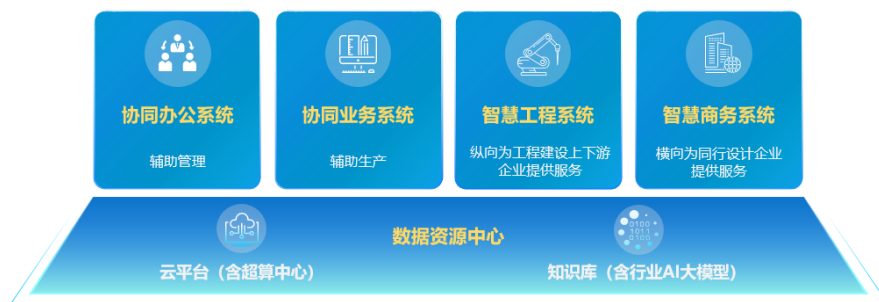 协同办公系统
辅助管理
协同业务系统
辅助生产
智慧工程系统
纵向为工程建设上下游
企业提供服务
智慧商务系统
横向为同行设计企业
提供服务
数据资源中心
云平台（含超算中心）
0100
1011
0100
知识库（含行业AI大模型）